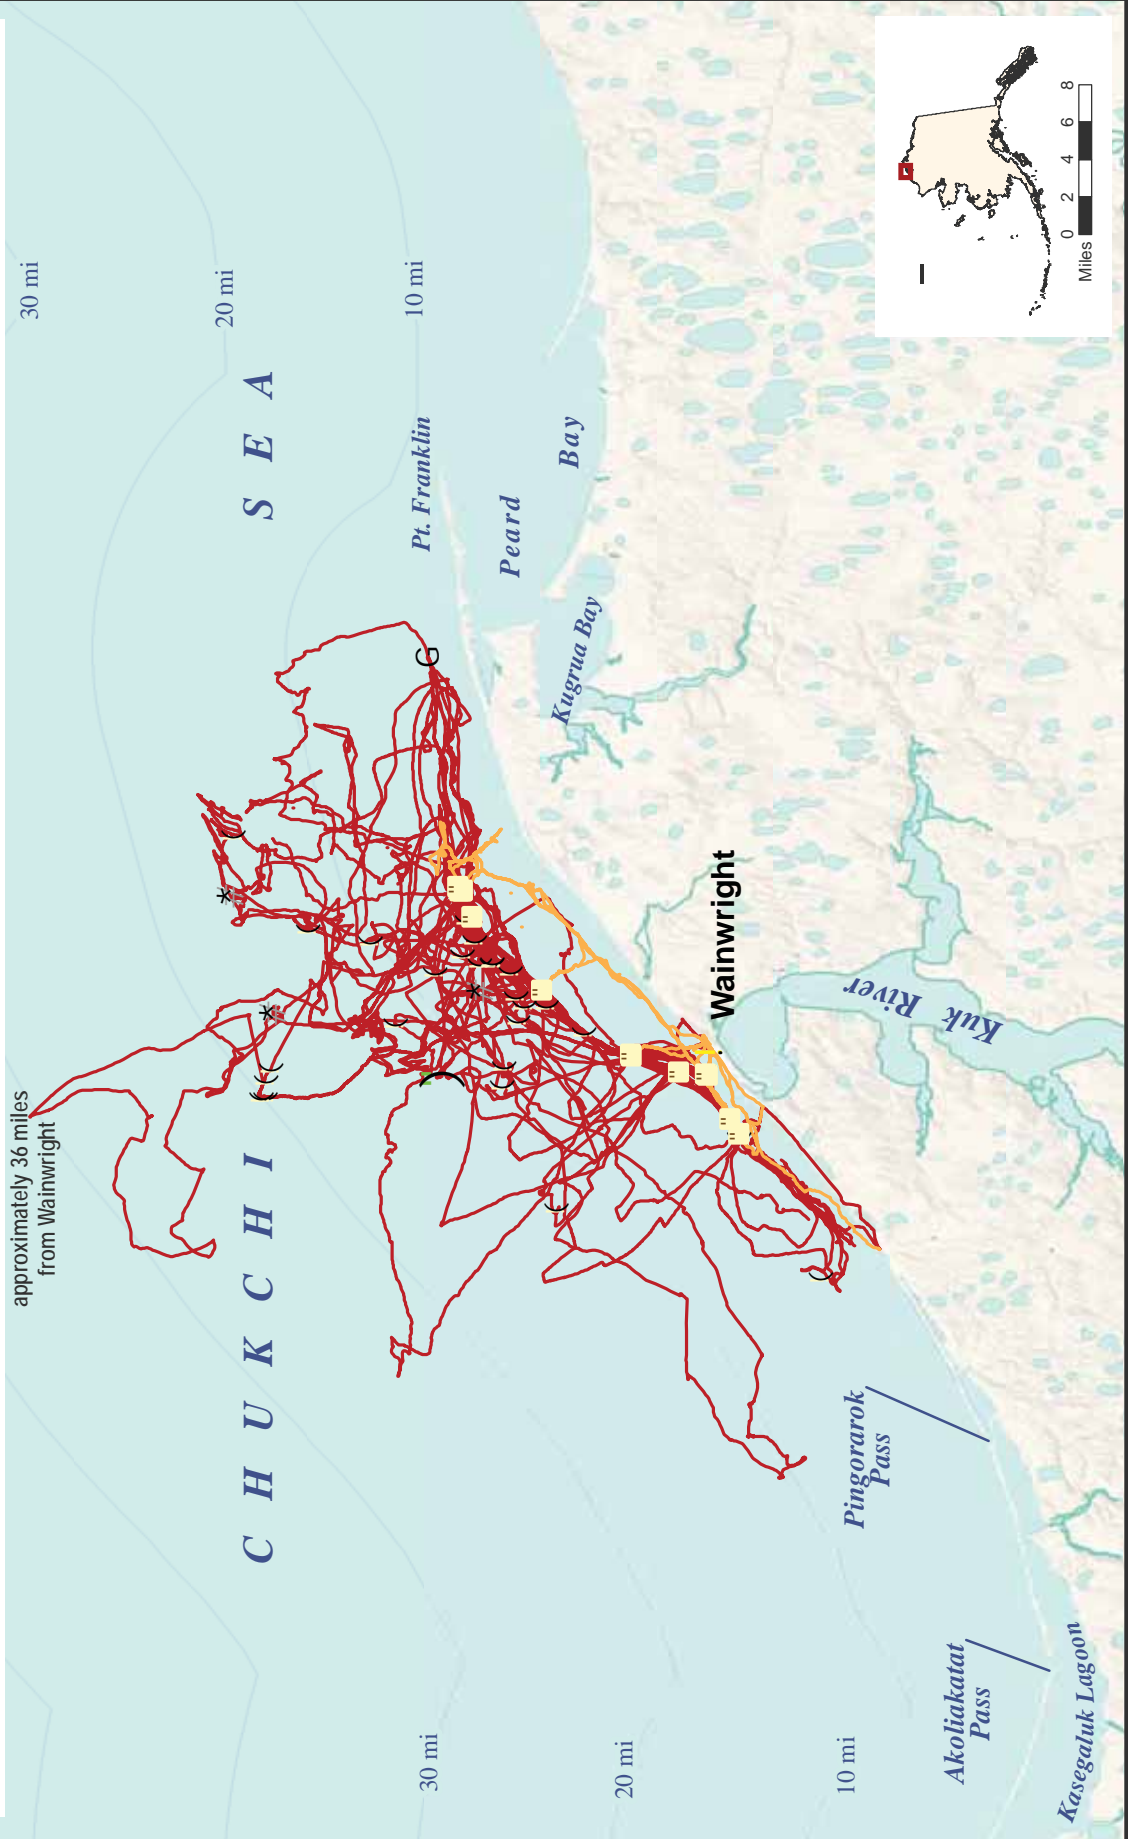 approximately 36 miles
from Wainwright
30 mi
20 mi
10 mi
CHUKCHI SEA
Pt. Franklin
Peard
Bay
Kugrua Bay
Wainwright
Kuk River
Pingorarok
Pass
Akoliakatat
Pass
Kasegaluk Lagoon
30 mi
20 mi
10 mi
0 2 4 6 8
Miles